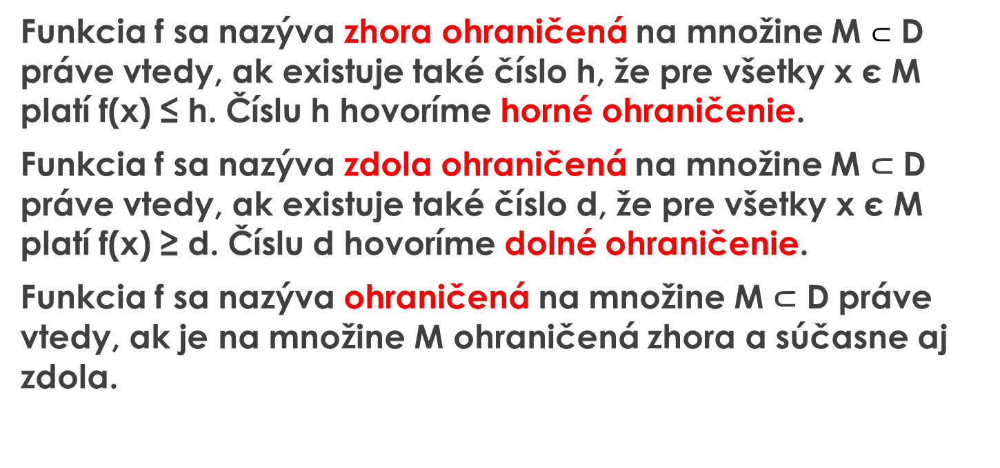 Funkcia f sa nazýva zhora ohraničená na množine M ⊂ D
práve vtedy, ak existuje také číslo h, že pre všetky x є M
platí f(x) ≤ h. Číslu h hovoríme horné ohraničenie.
Funkcia f sa nazýva zdola ohraničená na množine M ⊂ D
práve vtedy, ak existuje také číslo d, že pre všetky x є M
platí f(x) ≥ d. Číslu d hovoríme dolné ohraničenie.
Funkcia f sa nazýva ohraničená na množine M ⊂ D práve
vtedy, ak je na množine M ohraničená zhora a súčasne aj
zdola.